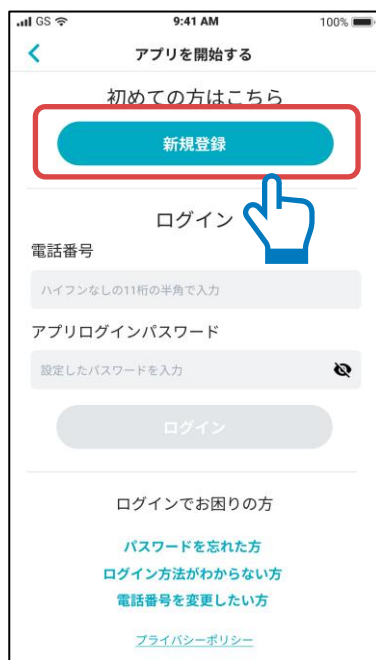 GS 9:41 AM 100%
アプリを開始する
初めての方はこちら
新規登録
ログイン
電話番号
ハイフンなしの11桁の半角で入力
アプリログインパスワード
設定したパスワードを入力
ログイン
ログインでお困りの方
パスワードを忘れた方
ログイン方法がわからない方
電話番号を変更したい方
プライバシーポリシー